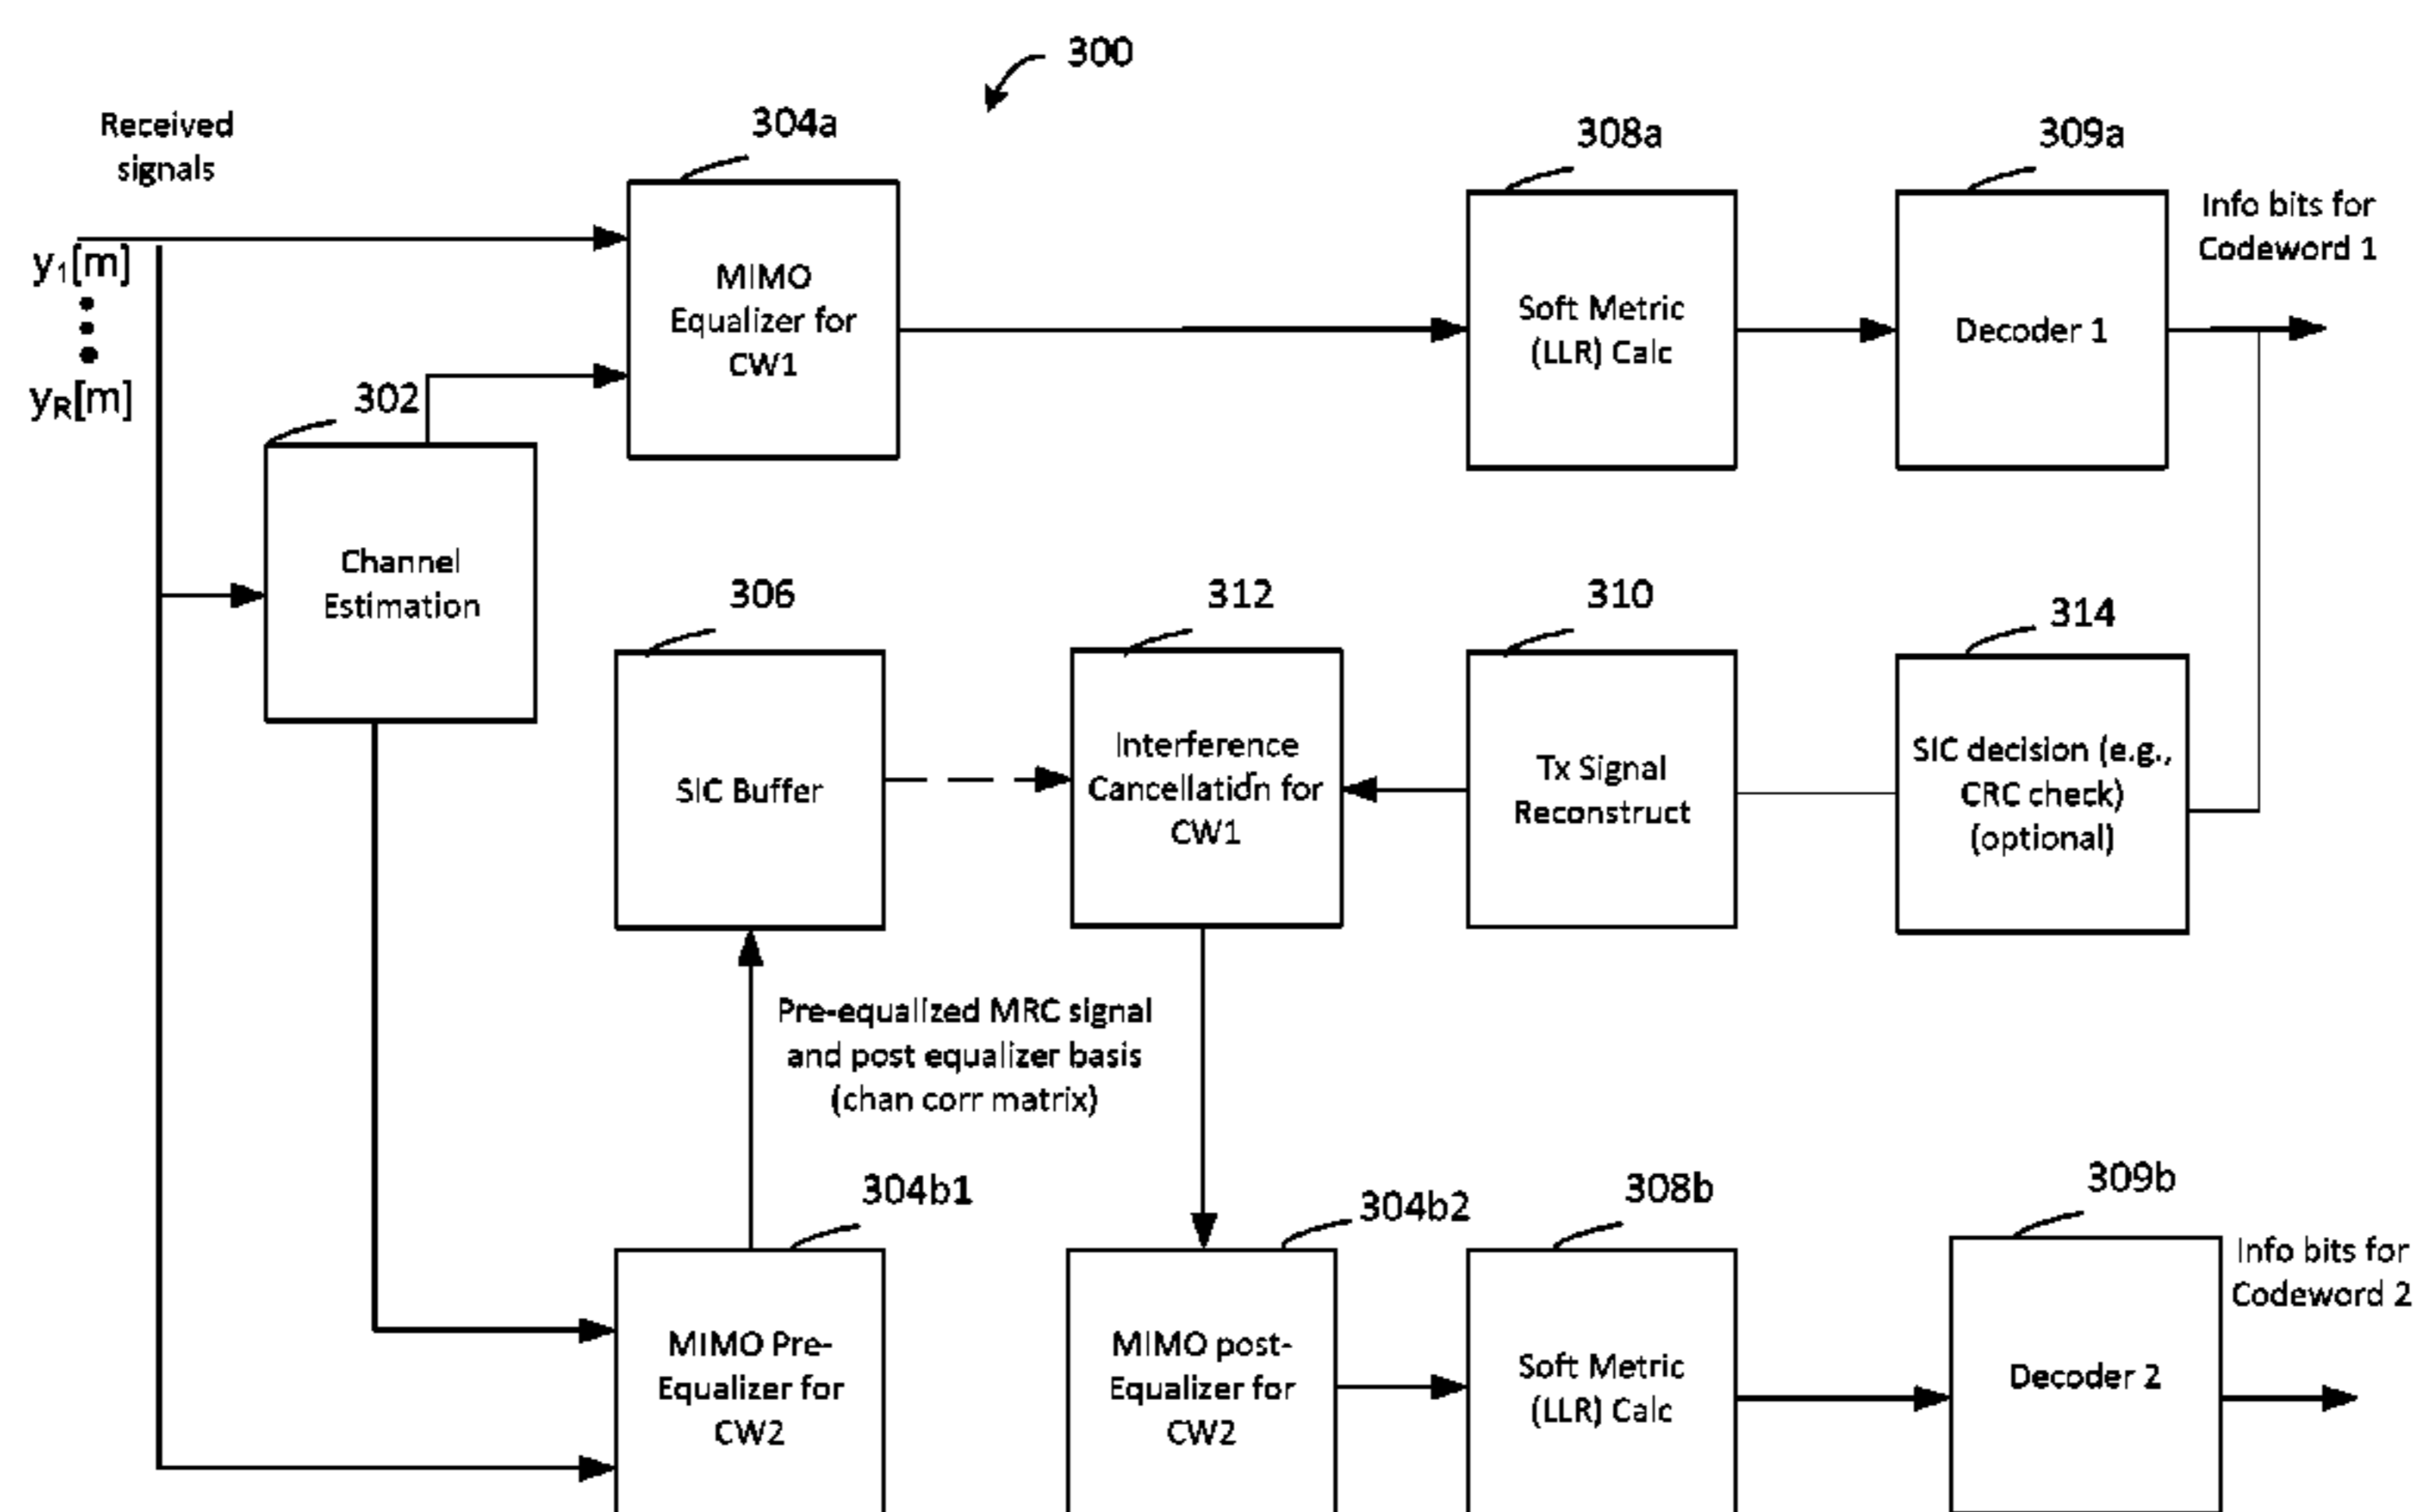 300
Received
signals
304a
308a
309a
Info bits for
Codeword 1
y₁[m]
yR[m]
MIMO
Equalizer for
CW1
Soft Metric
(LLR) Calc
Decoder 1
302
Channel
Estimation
306
312
310
314
SIC Buffer
Interference
Cancellation for
CW1
Tx Signal
Reconstruct
SIC decision (e.g.,
CRC check)
(optional)
Pre-equalized MRC signal
and post equalizer basis
(chan corr matrix)
304b1
304b2
308b
309b
Info bits for
Codeword 2
MIMO Pre-
Equalizer for
CW2
MIMO post-
Equalizer for
CW2
Soft Metric
(LLR) Calc
Decoder 2